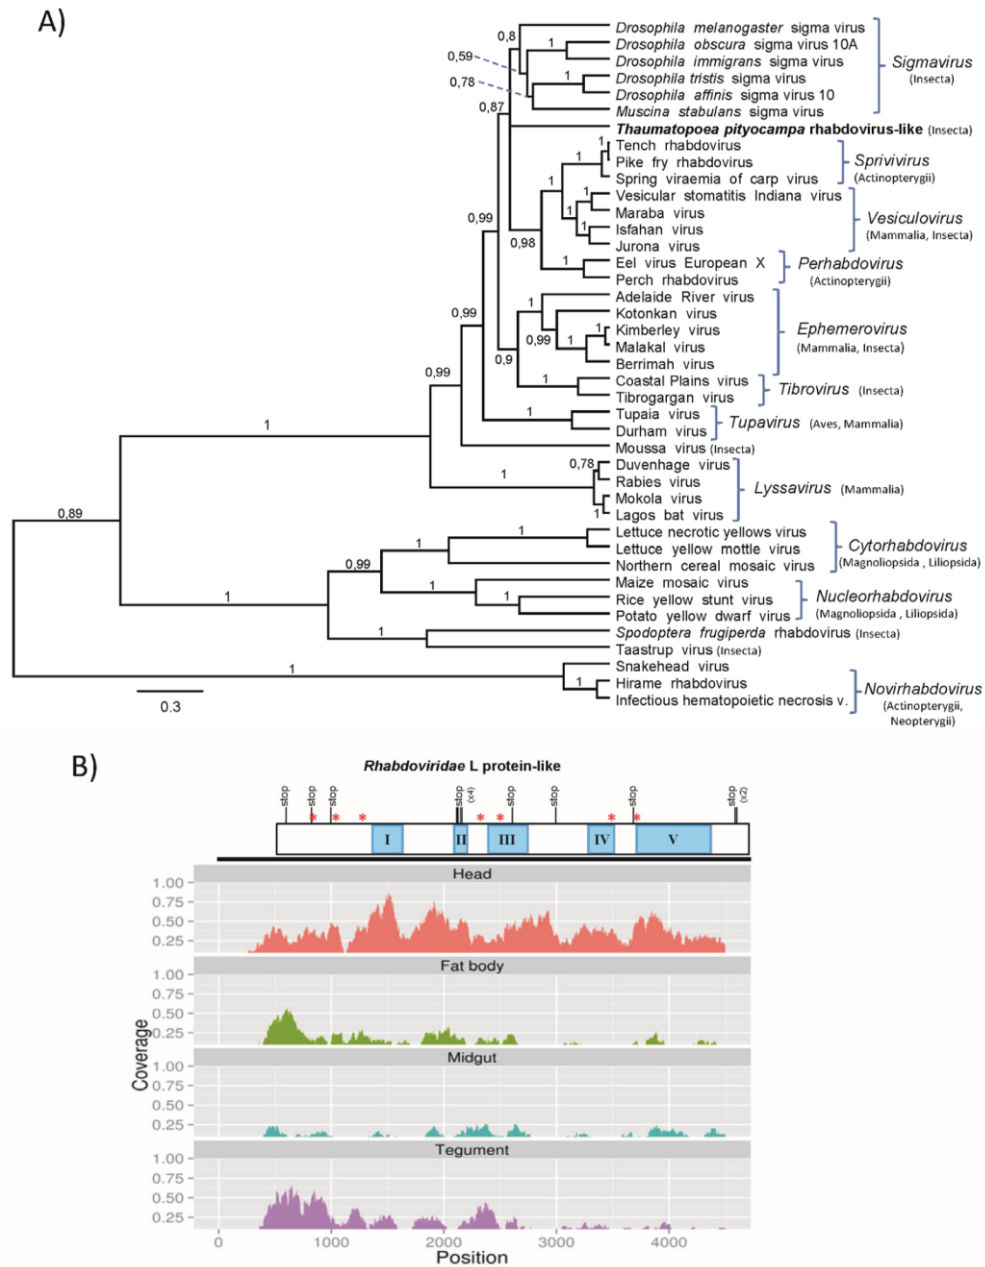 A)
0,8
0,59
0,78
0,87
1
1
Drosophila melanogaster sigma virus
Drosophila obscura sigma virus 10A
Drosophila immigrans sigma virus
Drosophila tristis sigma virus
Drosophila affinis sigma virus 10
Muscina stabulans sigma virus
Sigmavirus
(Insecta)
Thaumatopoea pityocampa rhabdovirus-like (Insecta)
1
1
1
Tench rhabdovirus
Pike fry rhabdovirus
Spring viraemia of carp virus
Sprivivirus
(Actinopterygii)
1
1
1
0,98
0,99
Vesicular stomatitis Indiana virus
Maraba virus
Isfahan virus
Jurona virus
Vesiculovirus
(Mammalia, Insecta)
1
Eel virus European X
Perch rhabdovirus
Perhabdovirus
(Actinopterygii)
1
0,99
1
1
0,9
0,99
Adelaide River virus
Kotonkan virus
Kimberley virus
Malakal virus
Berrimah virus
Ephemerovirus
(Mammalia, Insecta)
1
Coastal Plains virus
Tibrogargan virus
Tibrovirus (Insecta)
0,99
1
Tupaia virus
Durham virus
Tupavirus (Aves, Mammalia)
Moussa virus (Insecta)
1
1
0,78
1
Duvenhage virus
Rabies virus
Mokola virus
Lagos bat virus
Lyssavirus (Mammalia)
0,89
1
1
0,99
Lettuce necrotic yellows virus
Lettuce yellow mottle virus
Northern cereal mosaic virus
Cytorhabdovirus
(Magnoliopsida , Liliopsida)
1
1
1
Maize mosaic virus
Rice yellow stunt virus
Potato yellow dwarf virus
Nucleorhabdovirus
(Magnoliopsida , Liliopsida)
1
Spodoptera frugiperda rhabdovirus (Insecta)
Taastrup virus (Insecta)
1
1
Snakehead virus
Hirame rhabdovirus
Infectious hematopoietic necrosis v.
Novirhabdovirus
(Actinopterygii,
Neopterygii)
0.3
B)
Rhabdoviridae L protein-like
stop
stop
stop
stop
(x4)
stop
stop
stop
stop
(x2)
* * * * * * *
I II III IV V
Head
1.00
0.75
0.50
0.25
Fat body
1.00
0.75
0.50
0.25
Midgut
1.00
0.75
0.50
0.25
Tegument
1.00
0.75
0.50
0.25
Coverage
0 1000 2000 3000 4000
Position